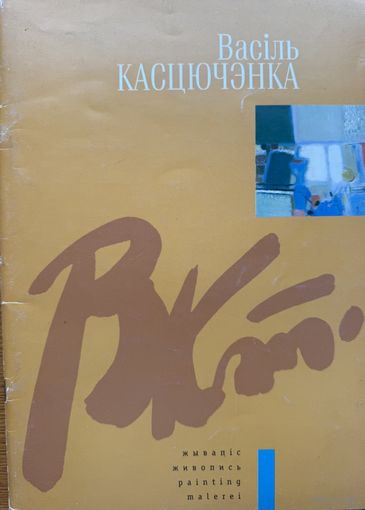 Васіль
КАСЦЮЧЭНКА
жывапіс
живопись
painting
malerei